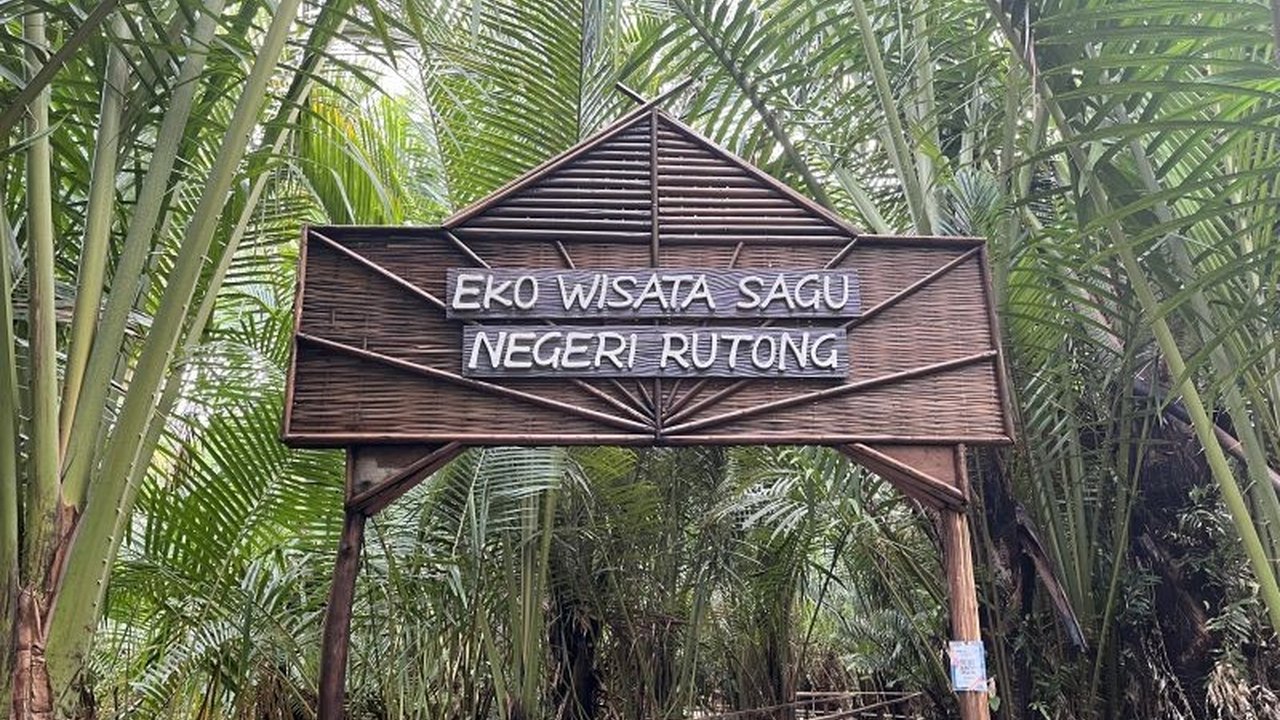 EKO WISATA SAGU
NEGERI RUTONG